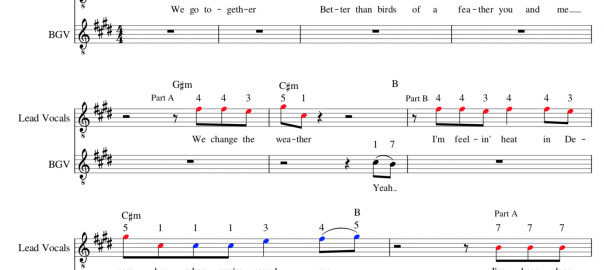 We go to - geth-er Bet-ter than birds of a fea-ther you and me
BGV
G#m C#m B
Part A 4 4 3 5 1 Part B 4 4 3 4 4 3
Lead Vocals
We change the wea-ther I'm feel-in' heat in De-
1 7
BGV
Yeah
C#m B Part A
5 1 1 1 3 4 5 7 7 7
Lead Vocals